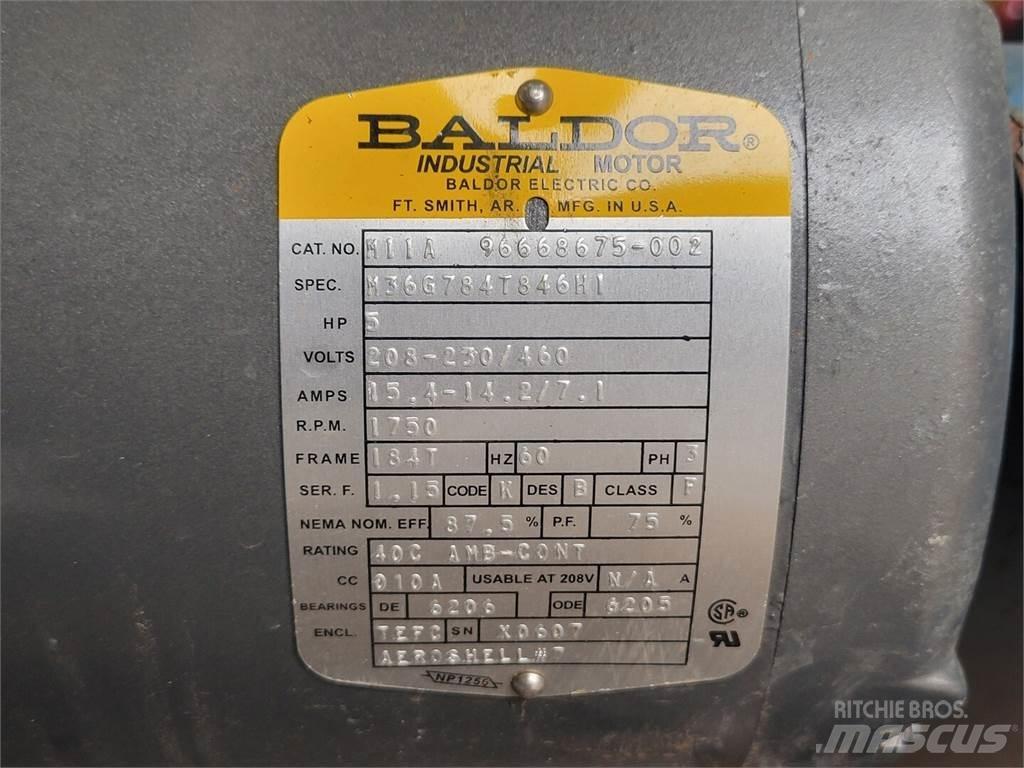 BALDOR®
INDUSTRIAL MOTOR
BALDOR ELECTRIC CO.
FT. SMITH, AR. MFG. IN U.S.A.
CAT. NO. M11A 96668675-002
SPEC. M36G784T846H1
HP 5
VOLTS 208-230/460
AMPS 15.4-14.2/7.1
R.P.M. 1750
FRAME 184T HZ 60 PH 3
SER. F. 1.15 CODE K DES B CLASS F
NEMA NOM. EFF. 87.5 % P.F. 75 %
RATING 40C AMB-CONT
CC 010A USABLE AT 208V N/A A
BEARINGS DE 6206 ODE 6205
ENCL. TEFC SN X0607
AEROSHELL#7
NP1256
SA®
RU
RITCHIE BROS.
MASCUS